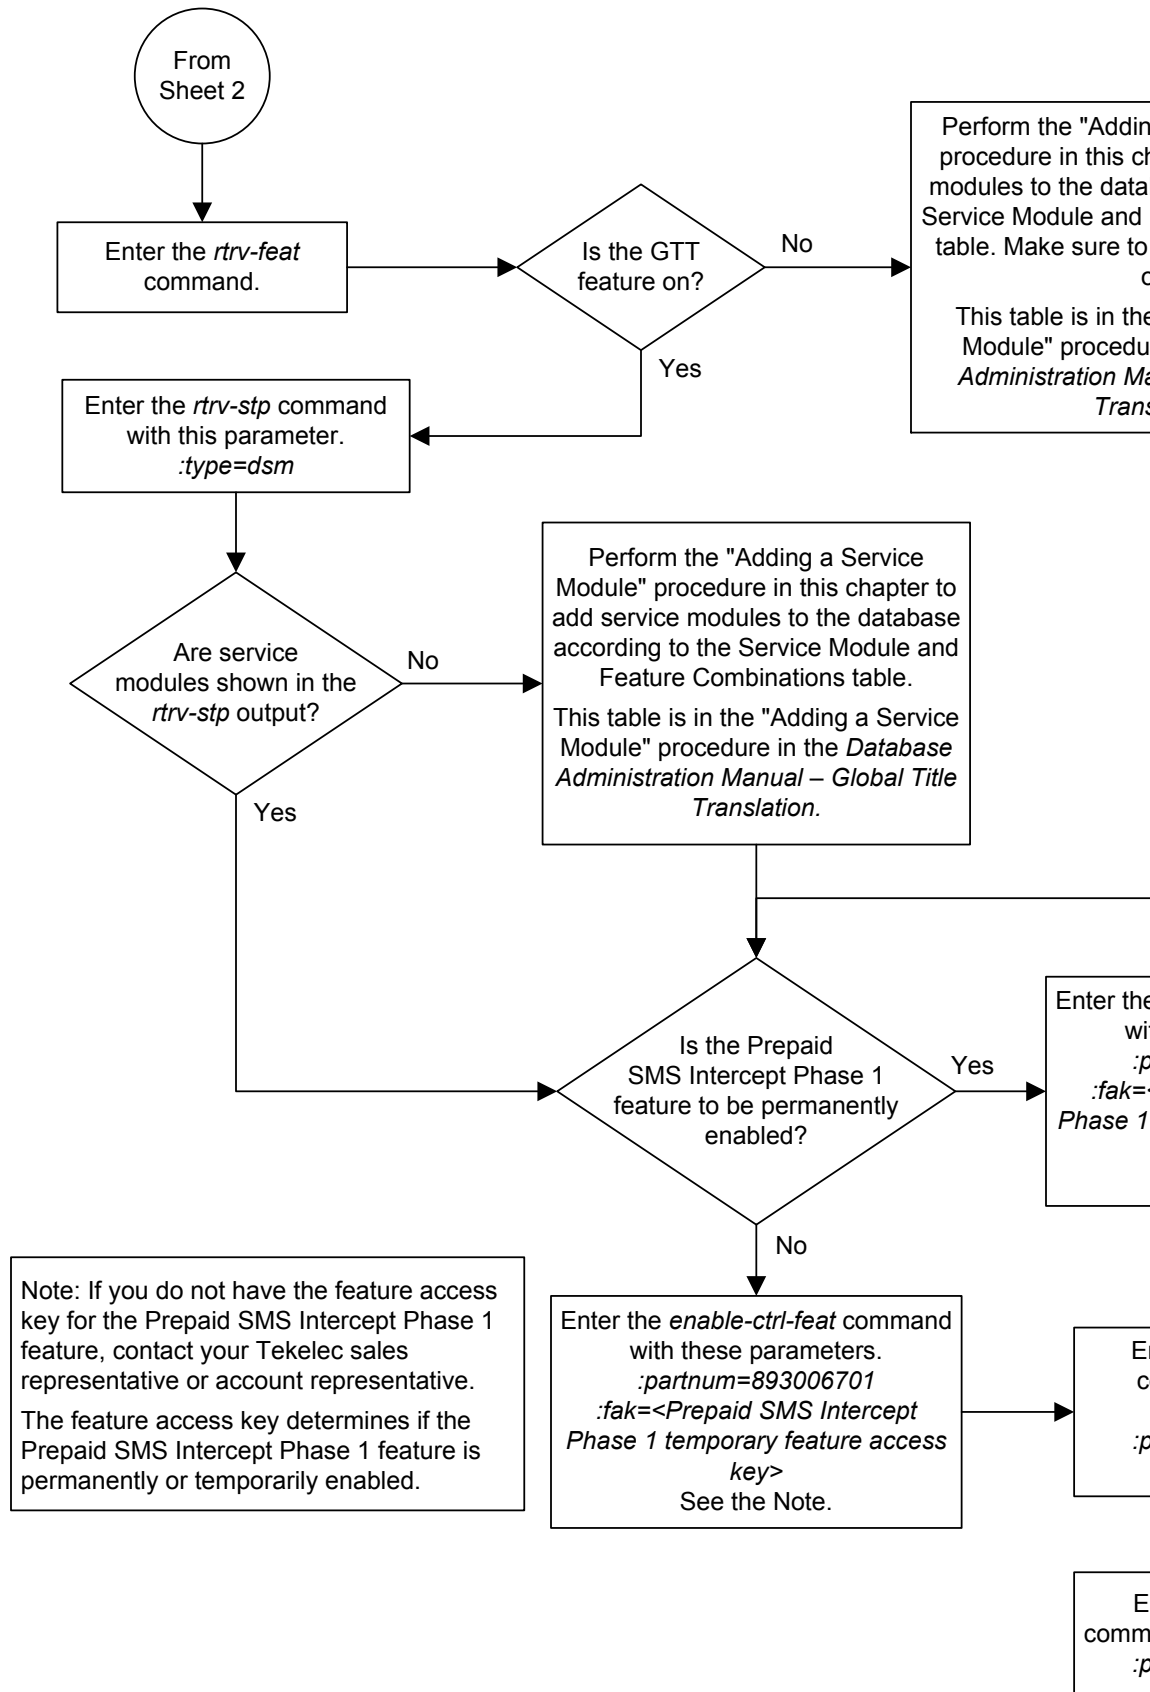 From
Sheet 2
Enter the rtrv-feat
command.
Is the GTT
feature on?
No
Yes
Perform the "Addin
procedure in this ch
modules to the data
Service Module and
table. Make sure to
This table is in the
Module" procedu
Administration Ma
Trans
Enter the rtrv-stp command
with this parameter.
:type=dsm
Are service
modules shown in the
rtrv-stp output?
No
Yes
Perform the "Adding a Service
Module" procedure in this chapter to
add service modules to the database
according to the Service Module and
Feature Combinations table.
This table is in the "Adding a Service
Module" procedure in the Database
Administration Manual – Global Title
Translation.
Is the Prepaid
SMS Intercept Phase 1
feature to be permanently
enabled?
Yes
No
Enter the
wi
:p
:fak=<
Phase 1
Note: If you do not have the feature access
key for the Prepaid SMS Intercept Phase 1
feature, contact your Tekelec sales
representative or account representative.
The feature access key determines if the
Prepaid SMS Intercept Phase 1 feature is
permanently or temporarily enabled.
Enter the enable-ctrl-feat command
with these parameters.
:partnum=893006701
:fak=<Prepaid SMS Intercept
Phase 1 temporary feature access
key>
See the Note.
E
c
:p
E
comm
:p